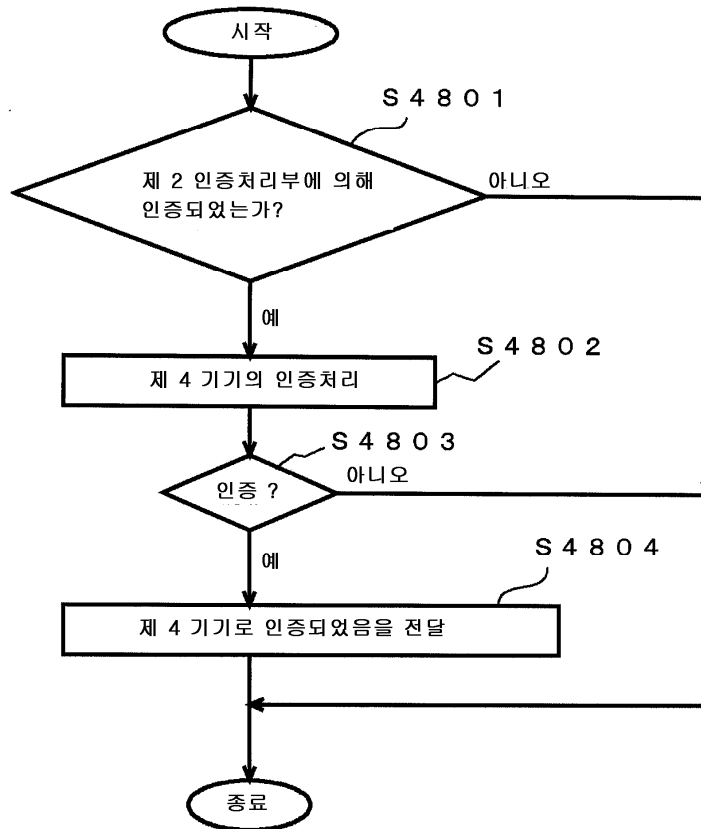 시작
S4801
제 2 인증처리부에 의해
인증되었는가?
아니오
예
S4802
제 4 기기의 인증처리
S4803
인증 ?
아니오
예
S4804
제 4 기기로 인증되었음을 전달
종료